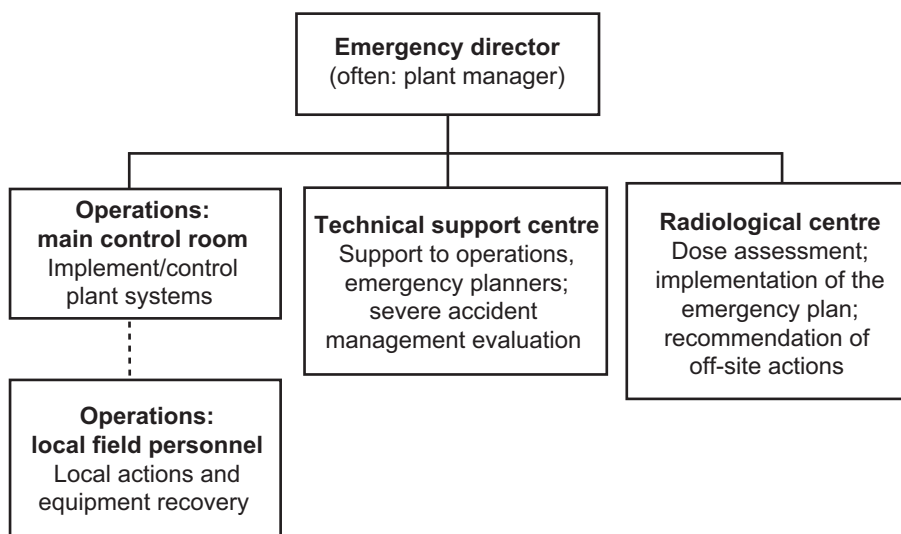 Emergency director
(often: plant manager)
Operations:
main control room
Implement/control
plant systems
Technical support centre
Support to operations,
emergency planners;
severe accident
management evaluation
Radiological centre
Dose assessment;
implementation of the
emergency plan;
recommendation of
off-site actions
Operations:
local field personnel
Local actions and
equipment recovery